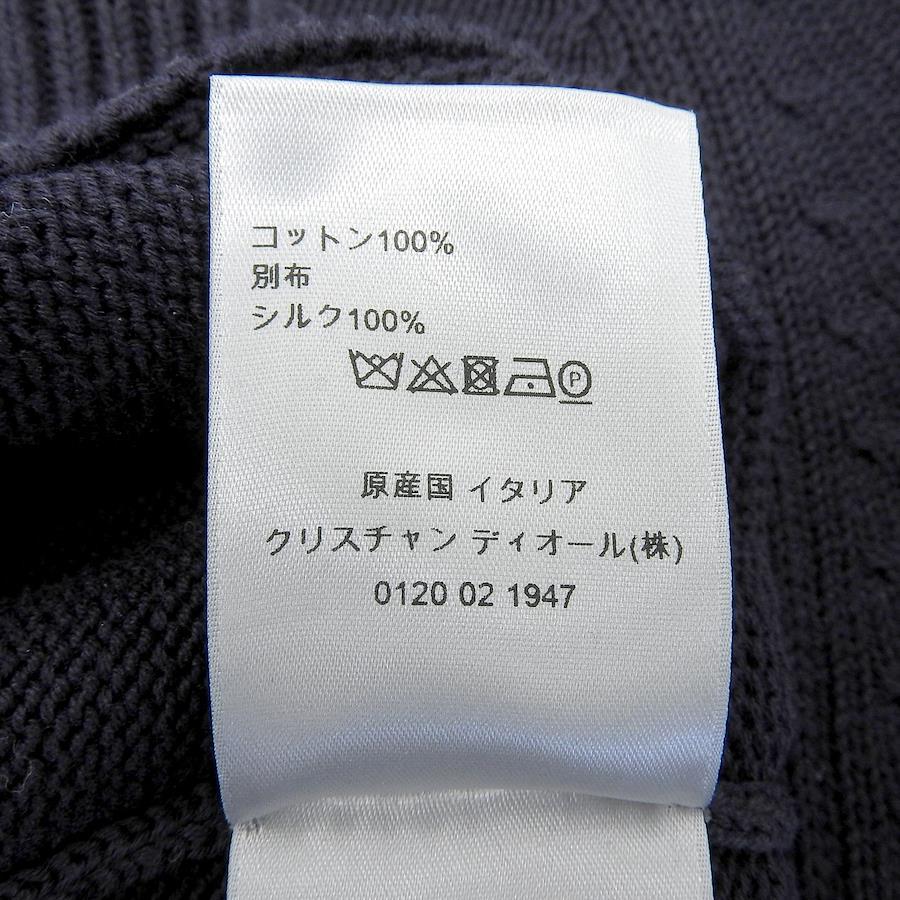 コットン100%
別布
シルク100%
P
原産国 イタリア
クリスチャン ディオール(株)
0120 02 1947